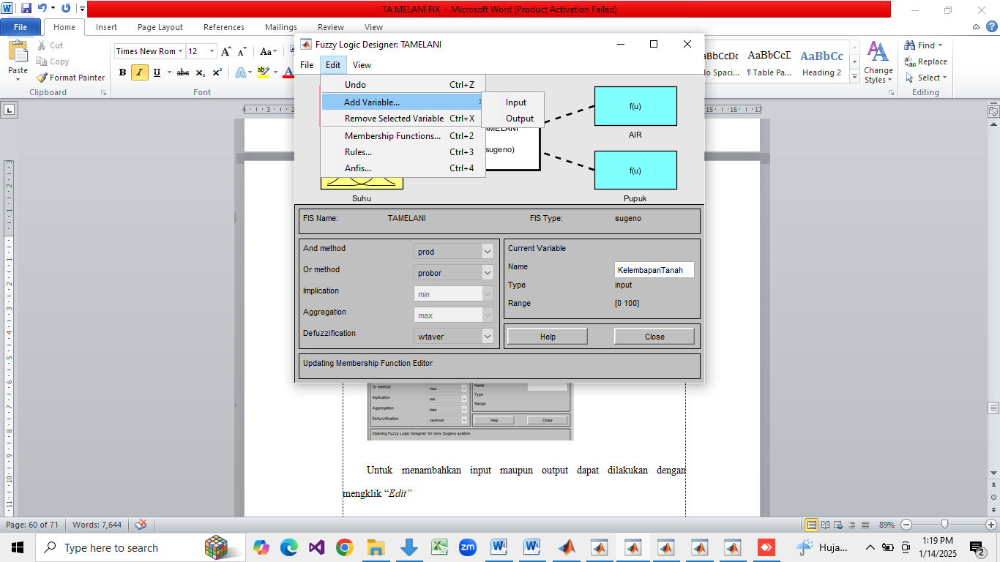 TA MELANI FIX - Microsoft Word (Product Activation Failed)
File Home Insert Page Layout References Mailings Review View
Paste
Cut
Copy
Format Painter
Clipboard
Times New Rom 12
Font
AaBbCcDc AaBbCcD AaBbCc
¶ Table Pa... Heading 2
Change Styles
Styles
Find
Replace
Select
Editing
Fuzzy Logic Designer: TAMELANI
File Edit View
Undo Ctrl+Z
Add Variable...
Input
Output
Remove Selected Variable Ctrl+X
Membership Functions... Ctrl+2
Rules... Ctrl+3
Anfis... Ctrl+4
(sugeno)
f(u)
AIR
f(u)
Suhu
Pupuk
FIS Name: TAMELANI FIS Type: sugeno
And method prod
Or method probor
Implication min
Aggregation max
Defuzzification wtaver
Current Variable
Name KelembapanTanah
Type input
Range [0 100]
Help Close
Updating Membership Function Editor
Or method max
Implication min
Aggregation max
Defuzzification centroid
Name
Type
Range
Help Close
Opening Fuzzy Logic Designer for new Sugeno system
Untuk menambahkan input maupun output dapat dilakukan dengan
mengklik “Edit”
Page: 60 of 71 Words: 7,644 89%
Type here to search
Huja...
1:19 PM
1/14/2025
2